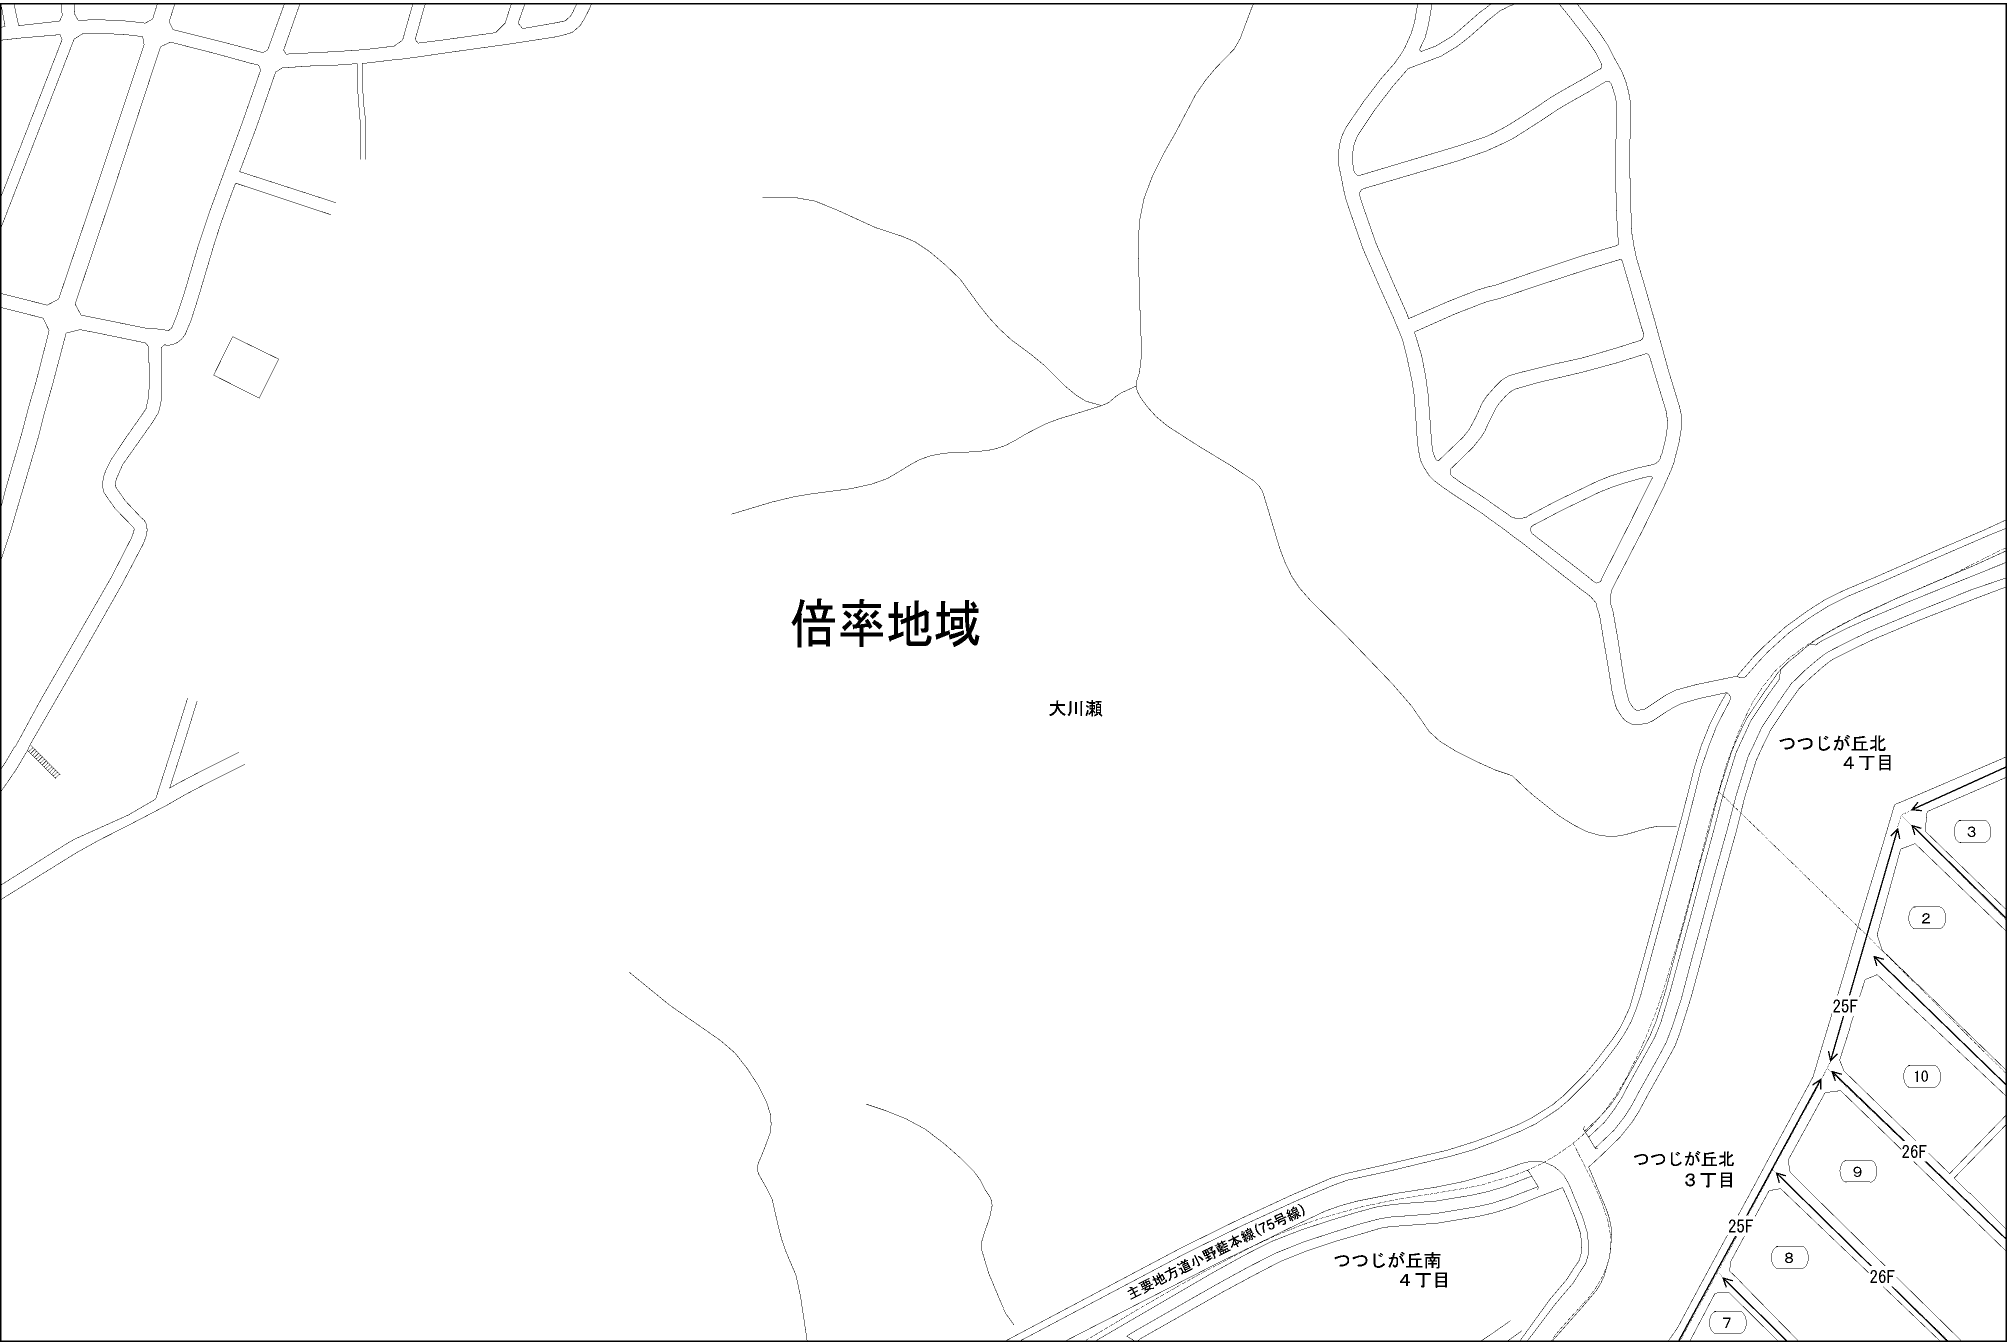 倍率地域
大川瀬
つつじが丘北
４丁目
3
2
25F
10
つつじが丘北
３丁目
26F
9
主要地方道小野藍本線(75号線)
25F
つつじが丘南
４丁目
8
26F
7